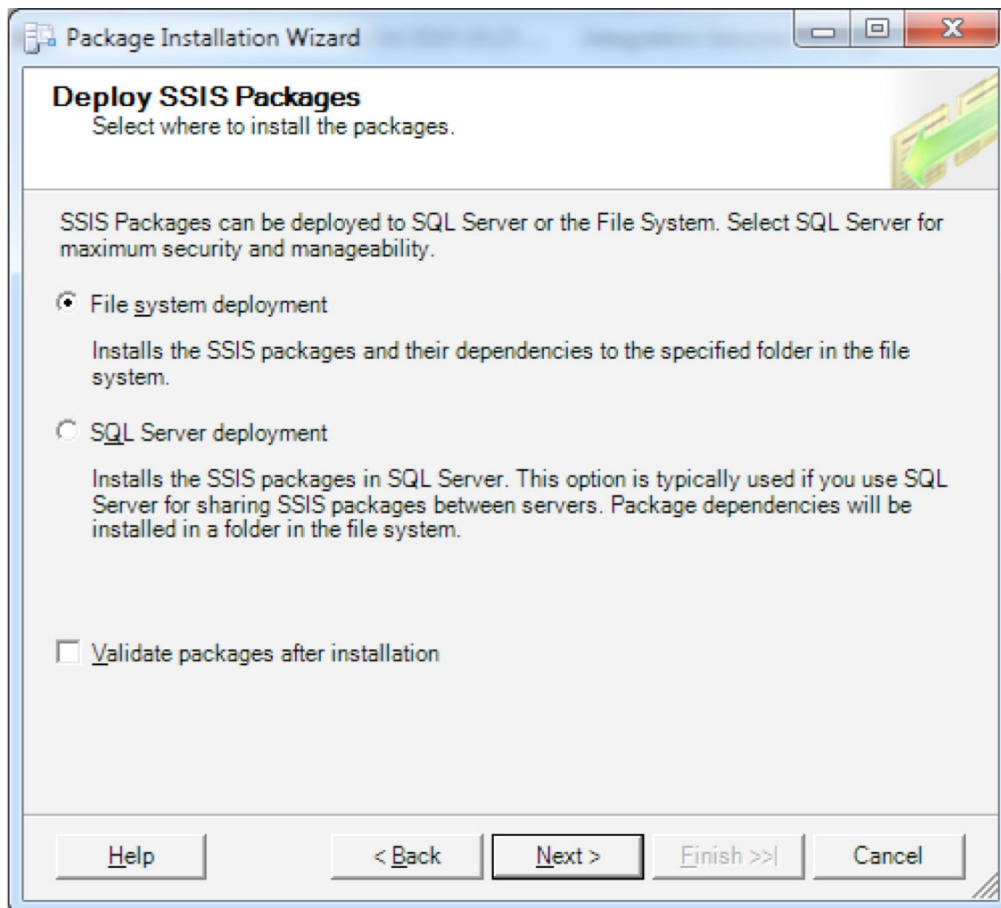 Package Installation Wizard
Deploy SSIS Packages
Select where to install the packages.
SSIS Packages can be deployed to SQL Server or the File System. Select SQL Server for
maximum security and manageability.
File system deployment
Installs the SSIS packages and their dependencies to the specified folder in the file
system.
SQL Server deployment
Installs the SSIS packages in SQL Server. This option is typically used if you use SQL
Server for sharing SSIS packages between servers. Package dependencies will be
installed in a folder in the file system.
Validate packages after installation
Help
< Back
Next >
Finish >>|
Cancel